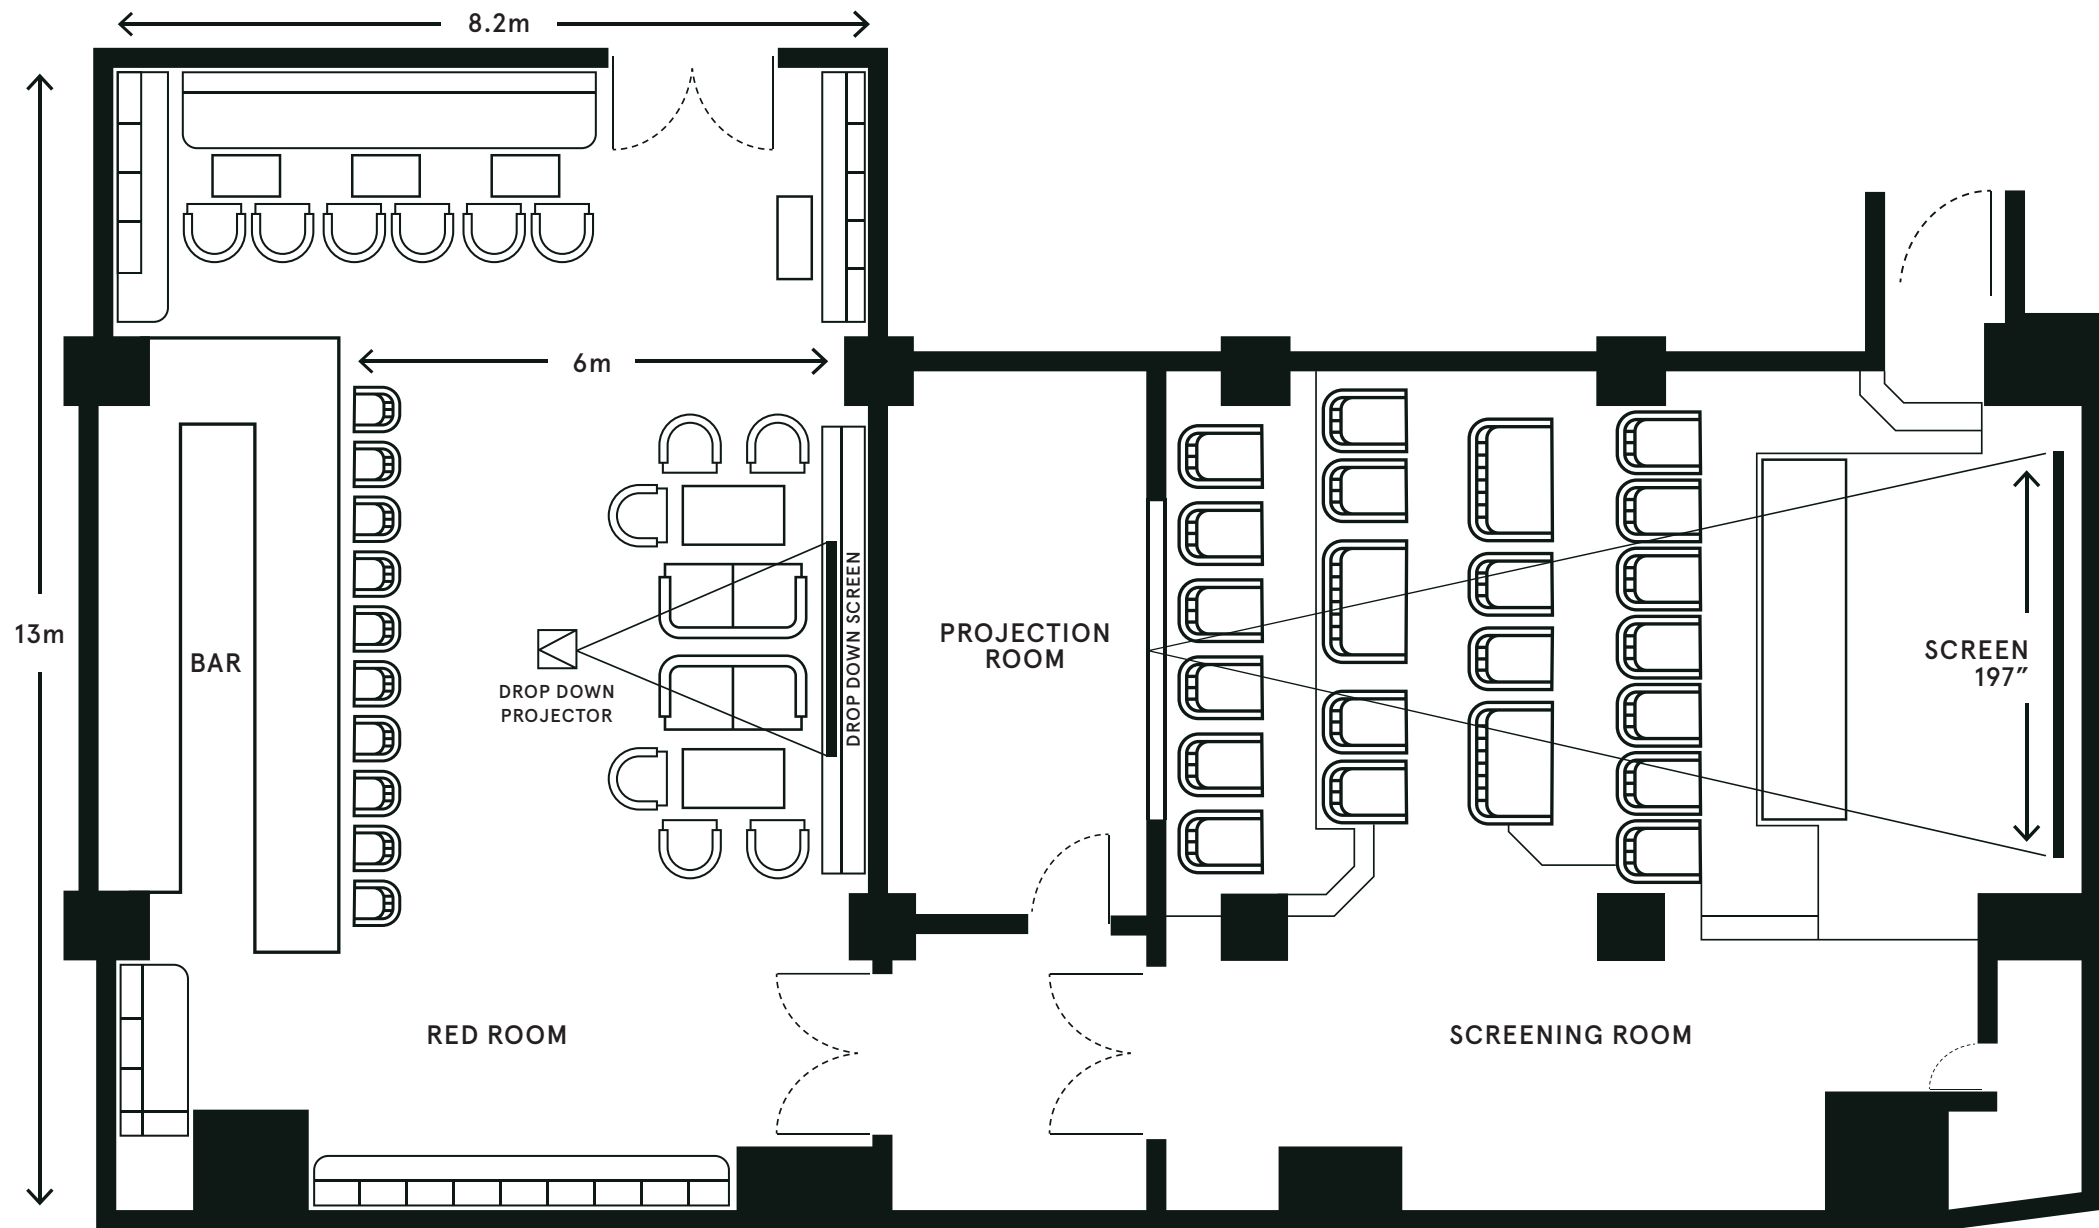 8.2m
6m
13m
BAR
DROP DOWN
PROJECTOR
DROP DOWN SCREEN
PROJECTION
ROOM
SCREEN
197”
RED ROOM
SCREENING ROOM